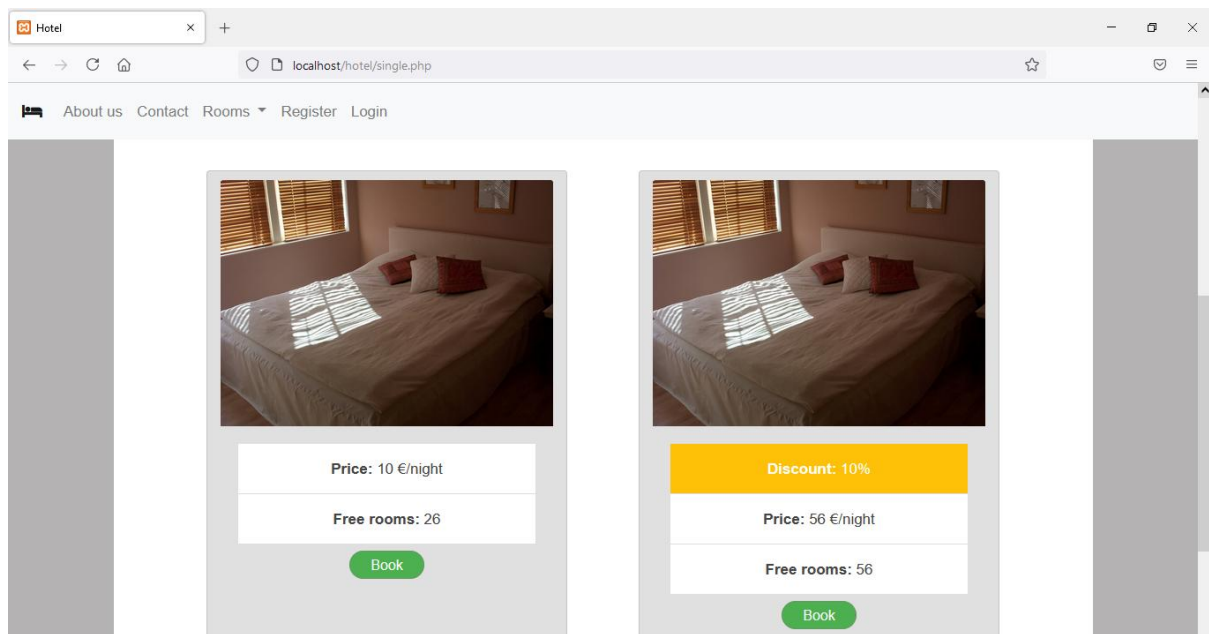 Hotel
localhost/hotel/single.php
About us Contact Rooms Register Login
Price: 10 €/night
Free rooms: 26
Book
Discount: 10%
Price: 56 €/night
Free rooms: 56
Book